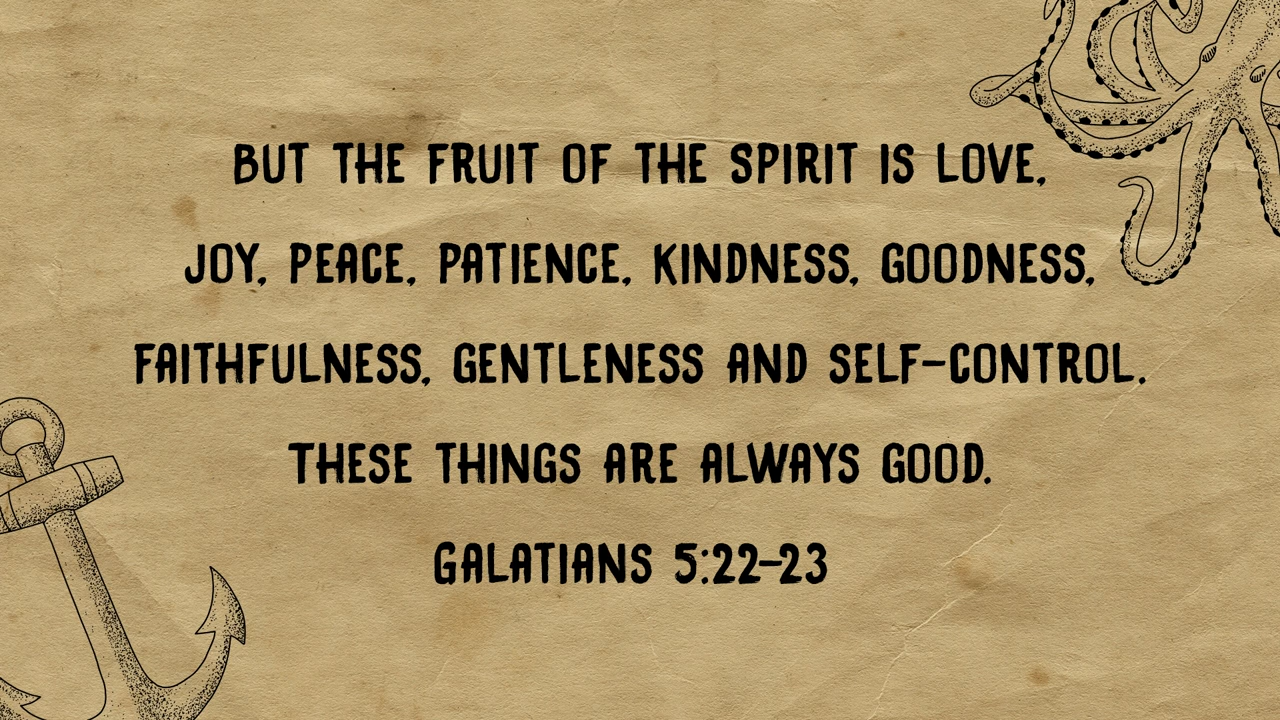 BUT THE FRUIT OF THE SPIRIT IS LOVE,
JOY, PEACE, PATIENCE, KINDNESS, GOODNESS,
FAITHFULNESS, GENTLENESS AND SELF-CONTROL.
THESE THINGS ARE ALWAYS GOOD.
GALATIANS 5:22-23